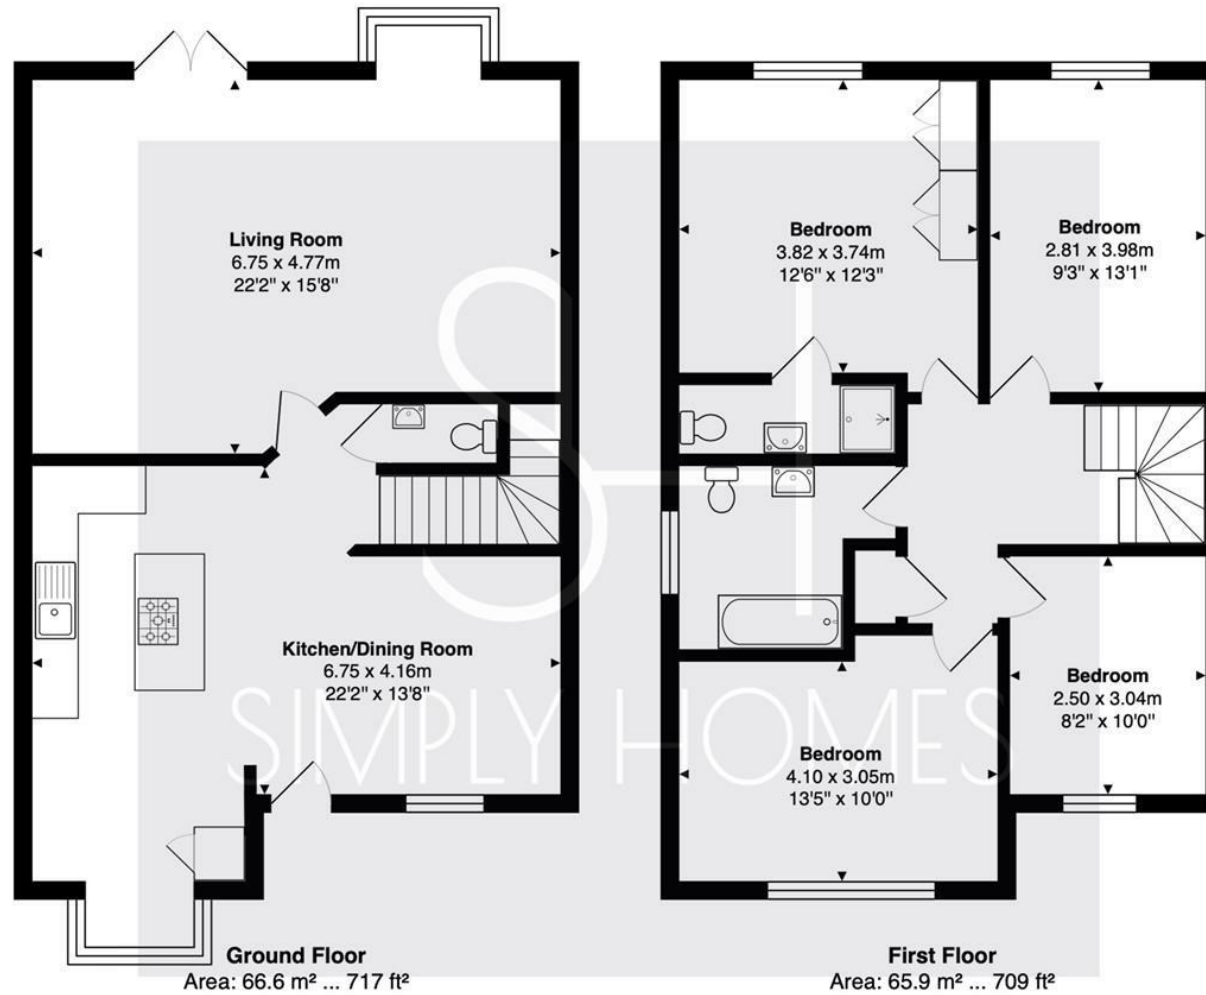 Living Room
6.75 x 4.77m
22'2" x 15'8"
Kitchen/Dining Room
6.75 x 4.16m
22'2" x 13'8"
Ground Floor
Area: 66.6 m² ... 717 ft²
Bedroom
3.82 x 3.74m
12'6" x 12'3"
Bedroom
2.81 x 3.98m
9'3" x 13'1"
Bedroom
2.50 x 3.04m
8'2" x 10'0"
Bedroom
4.10 x 3.05m
13'5" x 10'0"
First Floor
Area: 65.9 m² ... 709 ft²
SH
SIMPLY HOMES